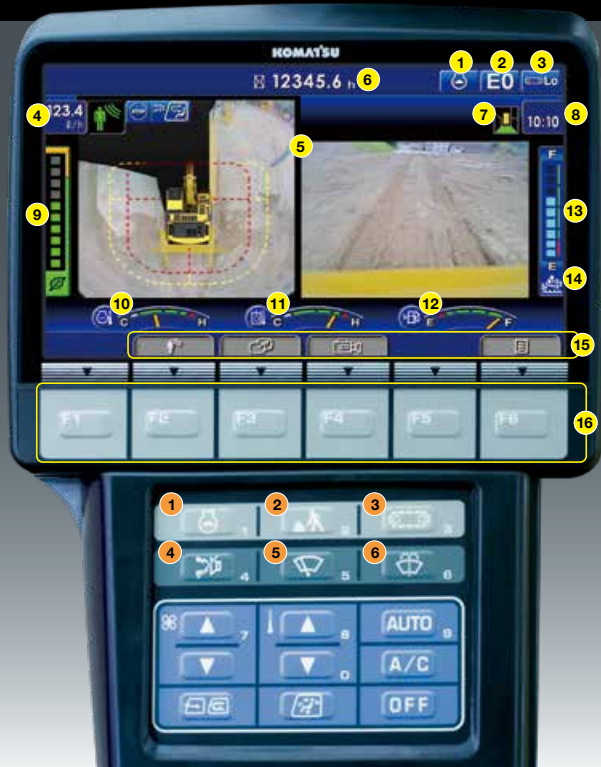 KOMATSU
1 2 3
12345.6 h 6
E0 Lo
4 123.4 7 10:10 8
ℓ/h
STOP
5
F
9 13
E
14
10 11 12
C H C H E F
15
F1 F2 F3 F4 F5 F6
16
1 2 3
1 2 3
4 5 6
4 5 6
7 8 AUTO 9
0 A/C
OFF